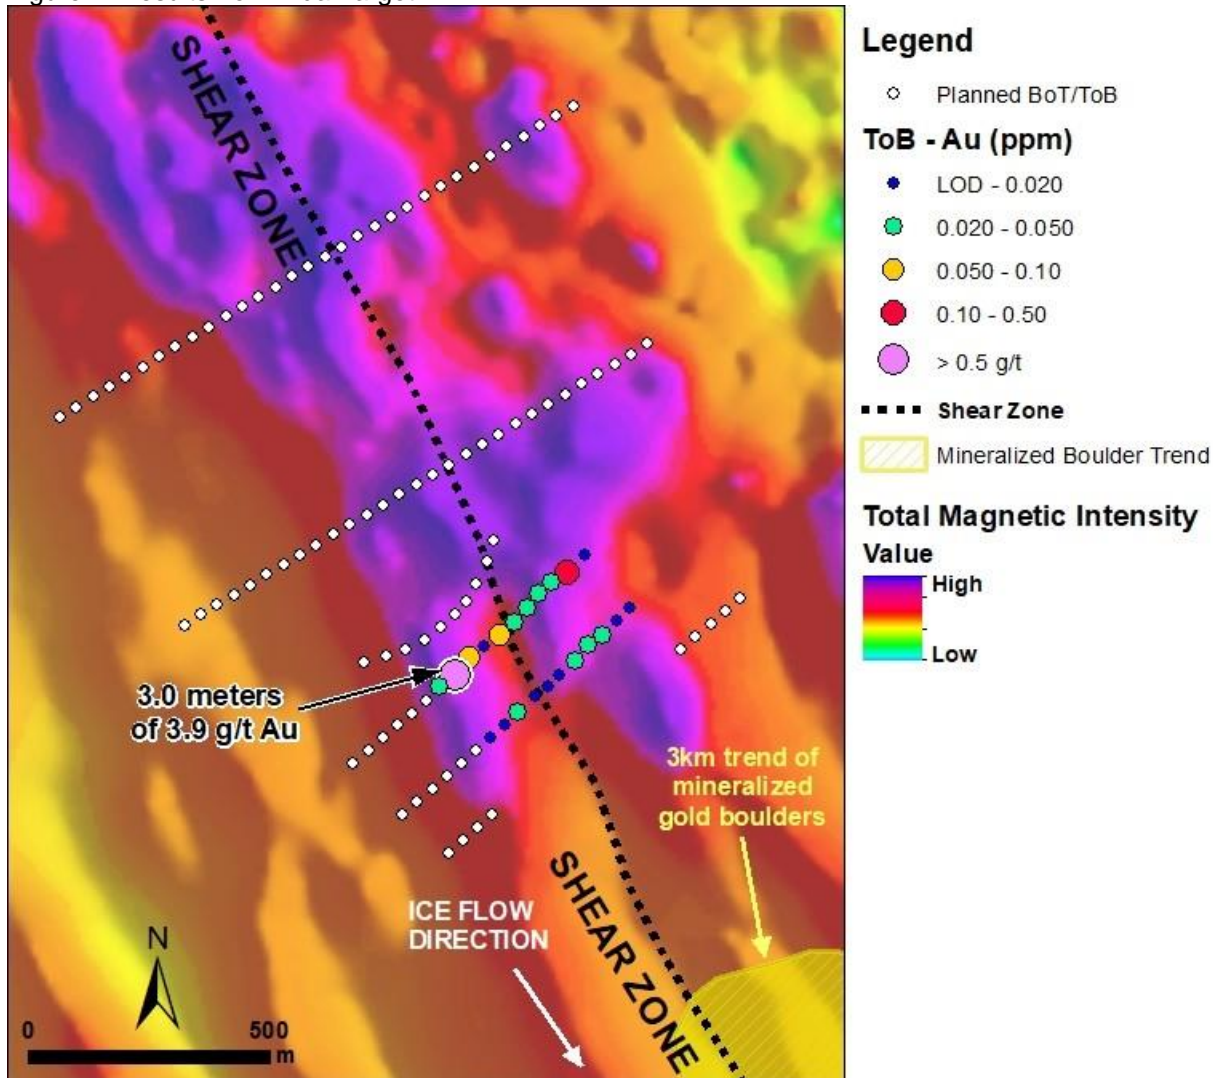 SHEAR ZONE
3.0 meters
of 3.9 g/t Au
3km trend of
mineralized
gold boulders
ICE FLOW
DIRECTION
SHEAR ZONE
N
0 500
m
Legend
Planned BoT/ToB
ToB - Au (ppm)
LOD - 0.020
0.020 - 0.050
0.050 - 0.10
0.10 - 0.50
> 0.5 g/t
Shear Zone
Mineralized Boulder Trend
Total Magnetic Intensity
Value
High
Low